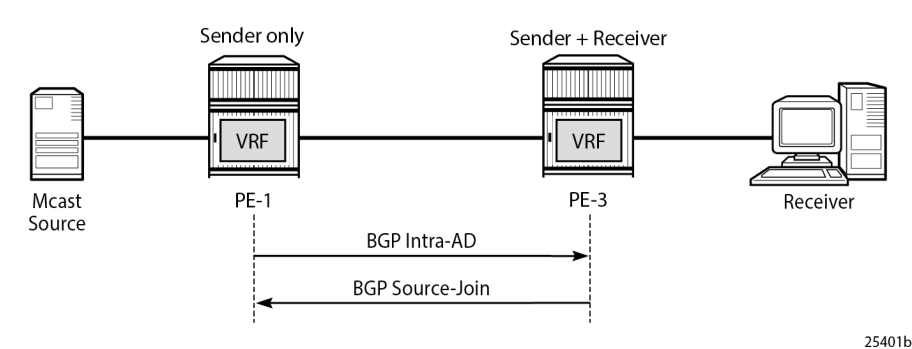 Sender only
Sender + Receiver
VRF
VRF
Mcast
Source
PE-1
PE-3
Receiver
BGP Intra-AD
BGP Source-Join
25401b